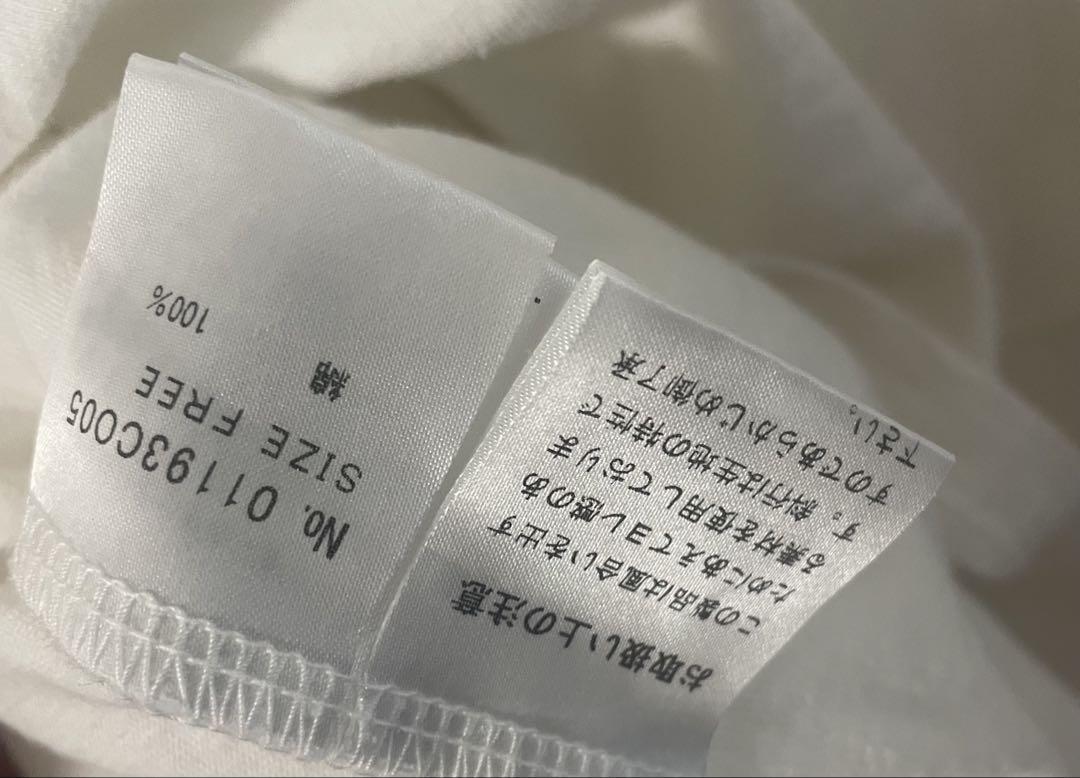 No. 01193C005
SIZE FREE
綿
100%
お取扱い上の注意
この製品は風合いを出す
ためにあえてヨレ感のあ
る素材を使用しておりま
す。斜行は生地の特性で
すのであらかじめ御了承
下さい。